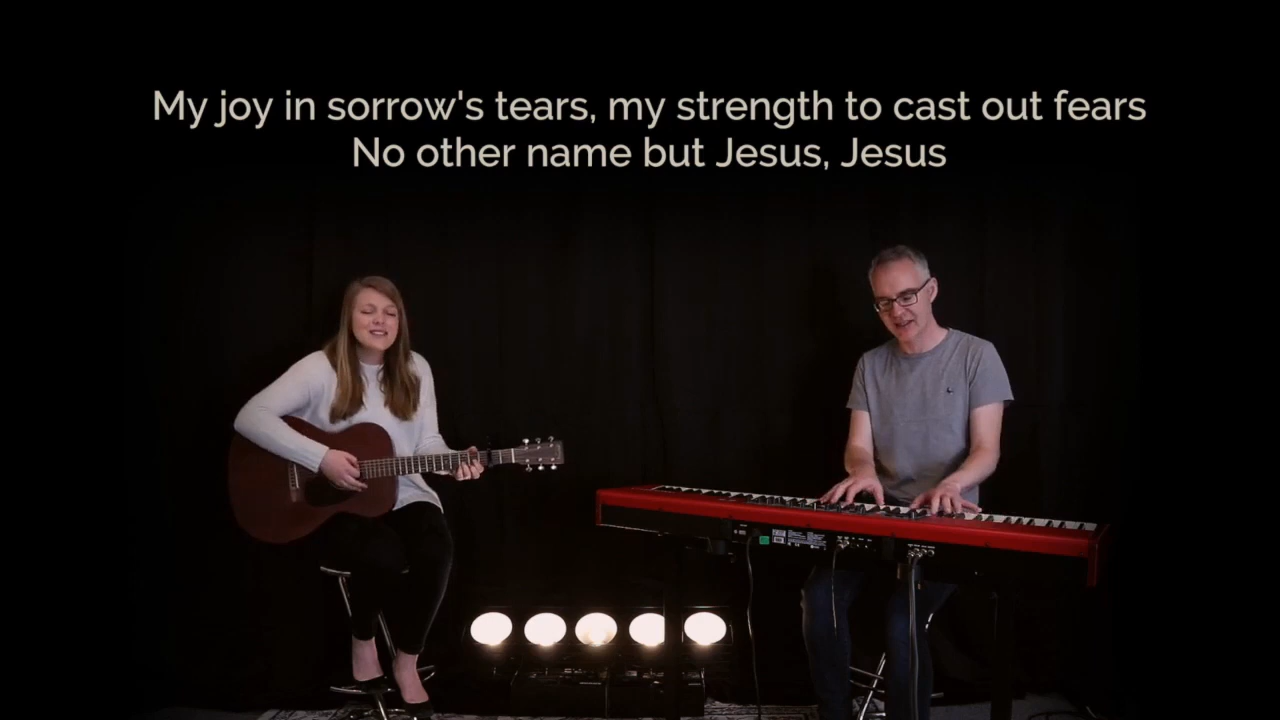 My joy in sorrow's tears, my strength to cast out fears
No other name but Jesus, Jesus